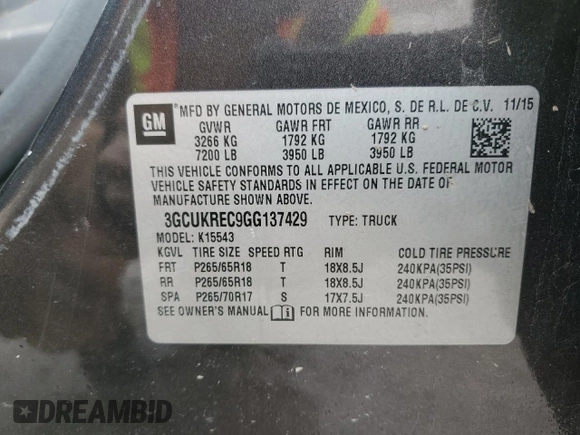 GM MFD BY GENERAL MOTORS DE MEXICO, S. DE R.L. DE C.V. 11/15
GVWR GAWR FRT GAWR RR
3266 KG 1792 KG 1792 KG
7200 LB 3950 LB 3950 LB
THIS VEHICLE CONFORMS TO ALL APPLICABLE U.S. FEDERAL MOTOR
VEHICLE SAFETY STANDARDS IN EFFECT ON THE DATE OF
MANUFACTURE SHOWN ABOVE.
3GCUKREC9GG137429 TYPE: TRUCK
MODEL: K15543
KGVL TIRE SIZE SPEED RTG RIM COLD TIRE PRESSURE
FRT P265/65R18 T 18X8.5J 240KPA(35PSI)
RR P265/65R18 T 18X8.5J 240KPA(35PSI)
SPA P265/70R17 S 17X7.5J 240KPA(35PSI)
SEE OWNER'S MANUAL FOR MORE INFORMATION.
DREAMBID